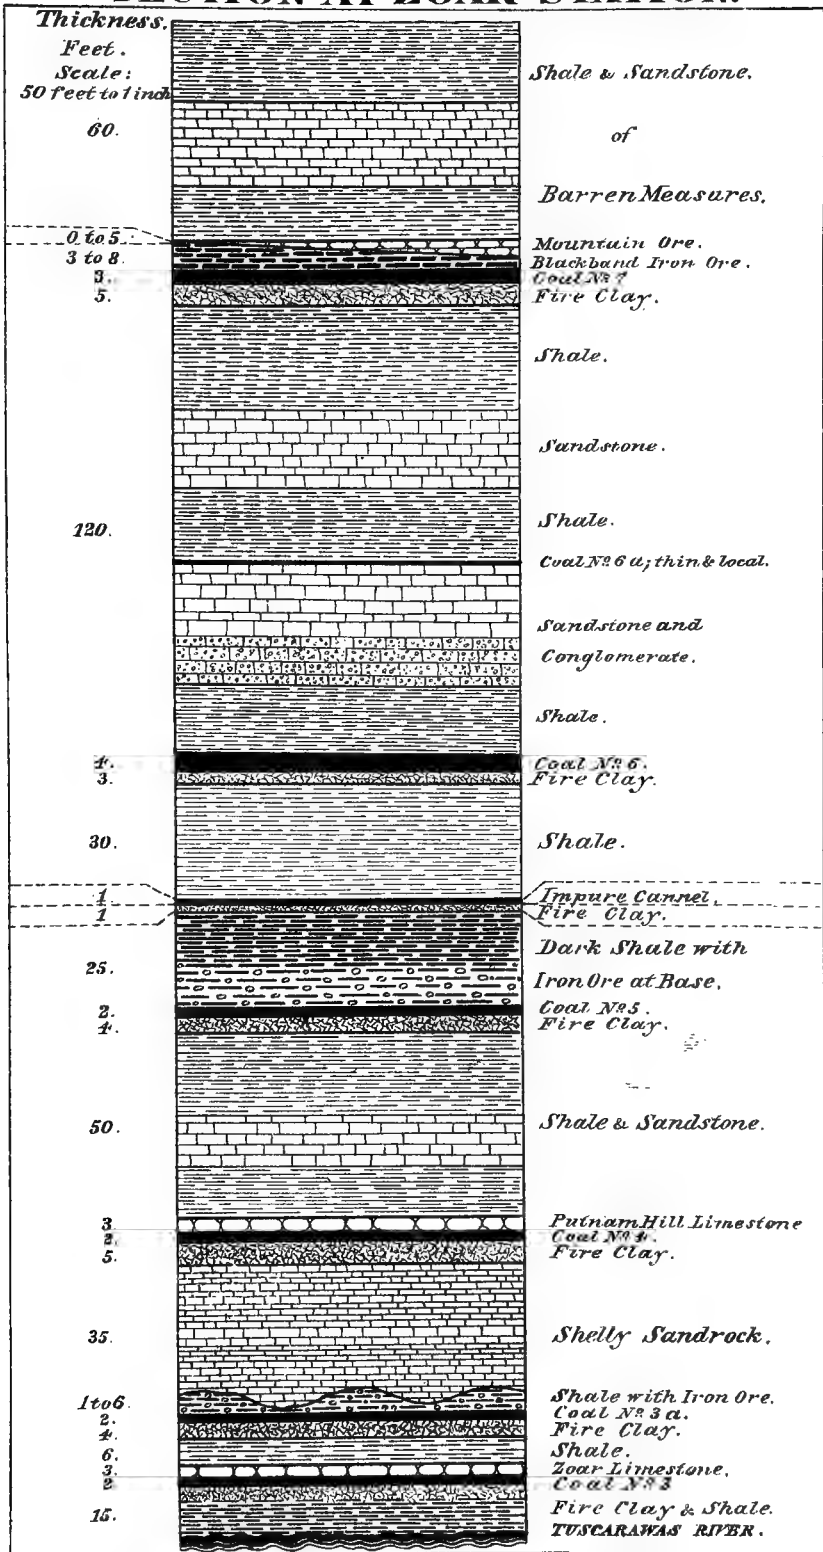 SECTION AT ZOAR STATION.
Thickness.
Feet.
Scale:
50 feet to 1 inch
Shale & Sandstone.
60.
of
Barren Measures.
0 to 5. Mountain Ore.
3 to 8. Blackband Iron Ore.
3. Coal No. 7
5. Fire Clay.
Shale.
Sandstone.
120.
Shale.
Coal No. 6 a; thin & local.
Sandstone and
Conglomerate.
Shale.
4. Coal No. 6.
3. Fire Clay.
30. Shale.
1 Impure Cannel.
1 Fire Clay.
Dark Shale with
25. Iron Ore at Base.
2. Coal No. 5.
4. Fire Clay.
50. Shale & Sandstone.
3. Putnam Hill Limestone
2. Coal No. 4.
5. Fire Clay.
35. Shelly Sandrock.
1 to 6. Shale with Iron Ore.
2. Coal No. 3 a.
4. Fire Clay.
6. Shale.
3. Zoar Limestone.
2 Coal No. 3
15. Fire Clay & Shale.
TUSCARAWAS RIVER.